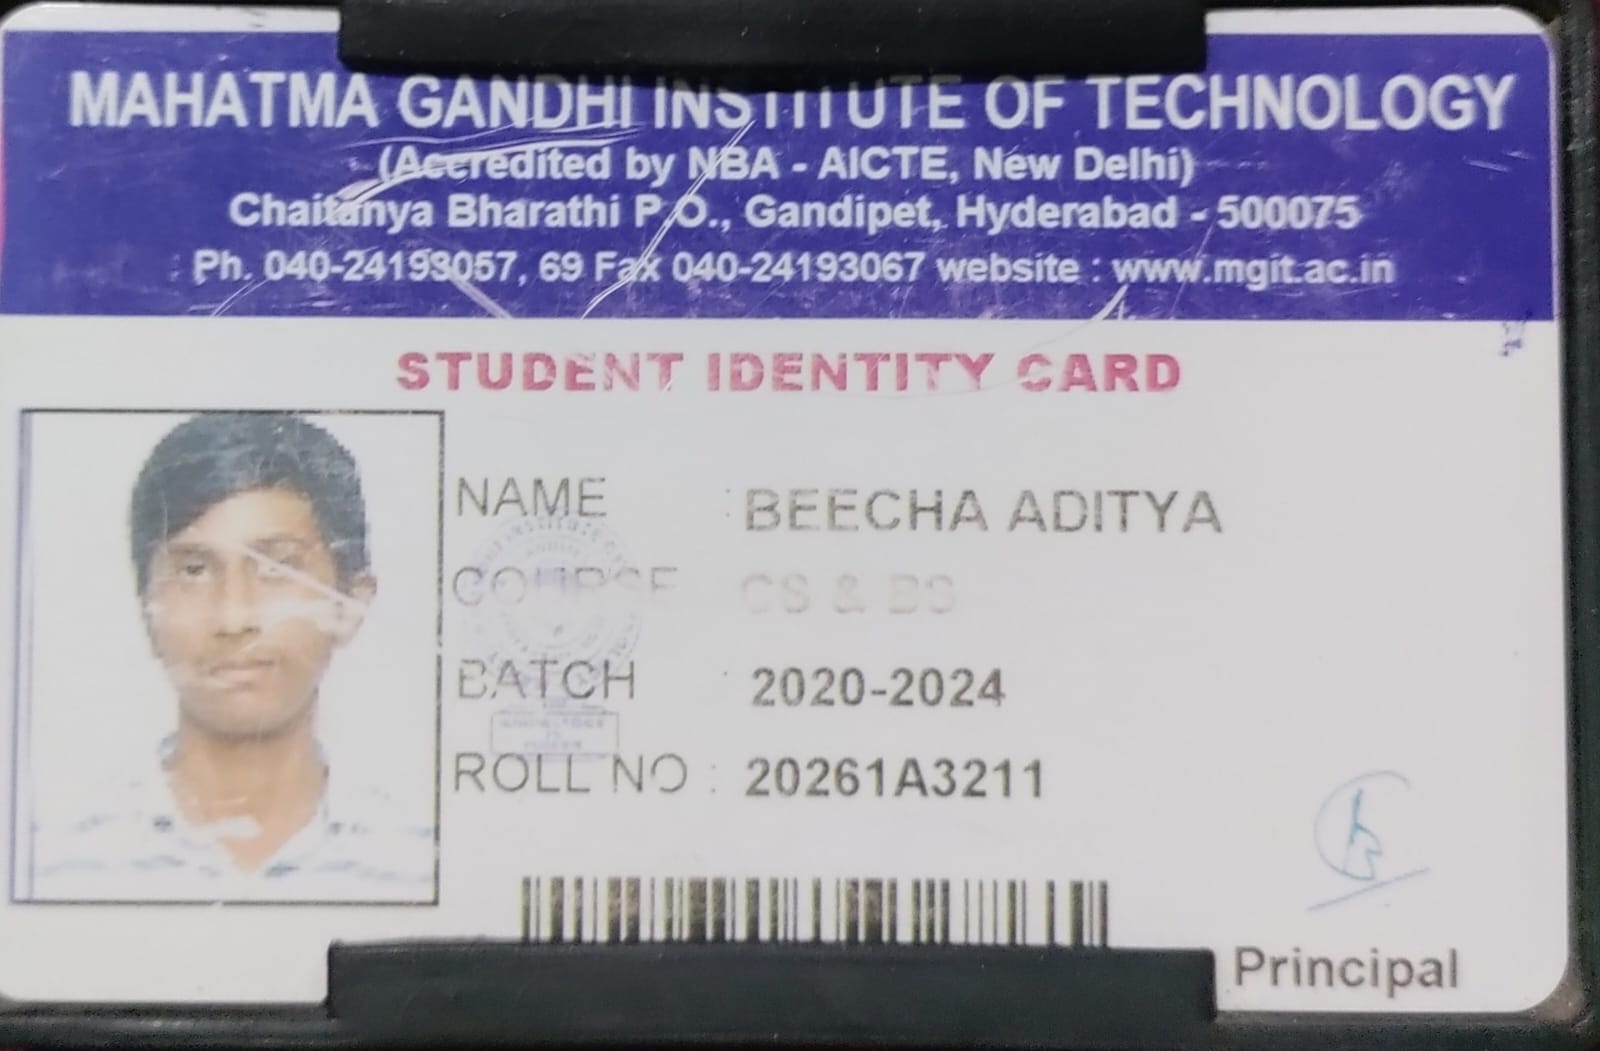 MAHATMA GANDHI INSTITUTE OF TECHNOLOGY
(Accredited by NBA - AICTE, New Delhi)
Chaitanya Bharathi P.O., Gandipet, Hyderabad - 500075
Ph. 040-24193057, 69 Fax 040-24193067 website : www.mgit.ac.in
STUDENT IDENTITY CARD
NAME : BEECHA ADITYA
COURSE CS & BS
BATCH : 2020-2024
ROLL NO : 20261A3211
Principal